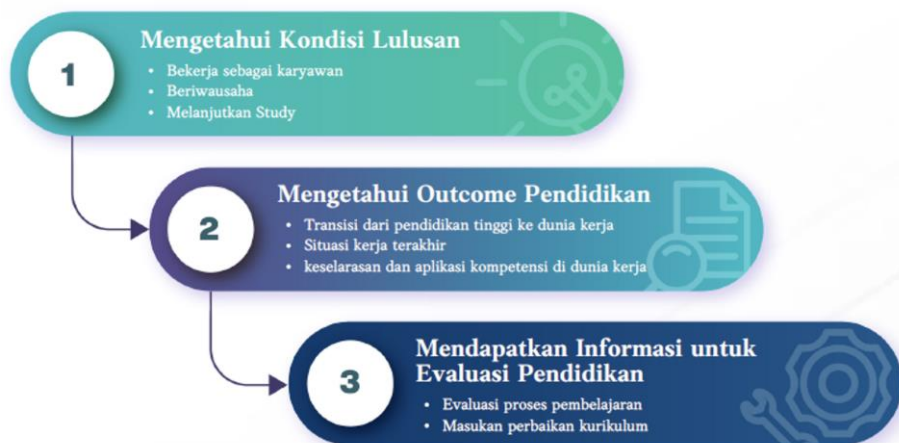 1
Mengetahui Kondisi Lulusan
• Bekerja sebagai karyawan
• Beriwausaha
• Melanjutkan Study
2
Mengetahui Outcome Pendidikan
• Transisi dari pendidikan tinggi ke dunia kerja
• Situasi kerja terakhir
• keselarasan dan aplikasi kompetensi di dunia kerja
3
Mendapatkan Informasi untuk
Evaluasi Pendidikan
• Evaluasi proses pembelajaran
• Masukan perbaikan kurikulum